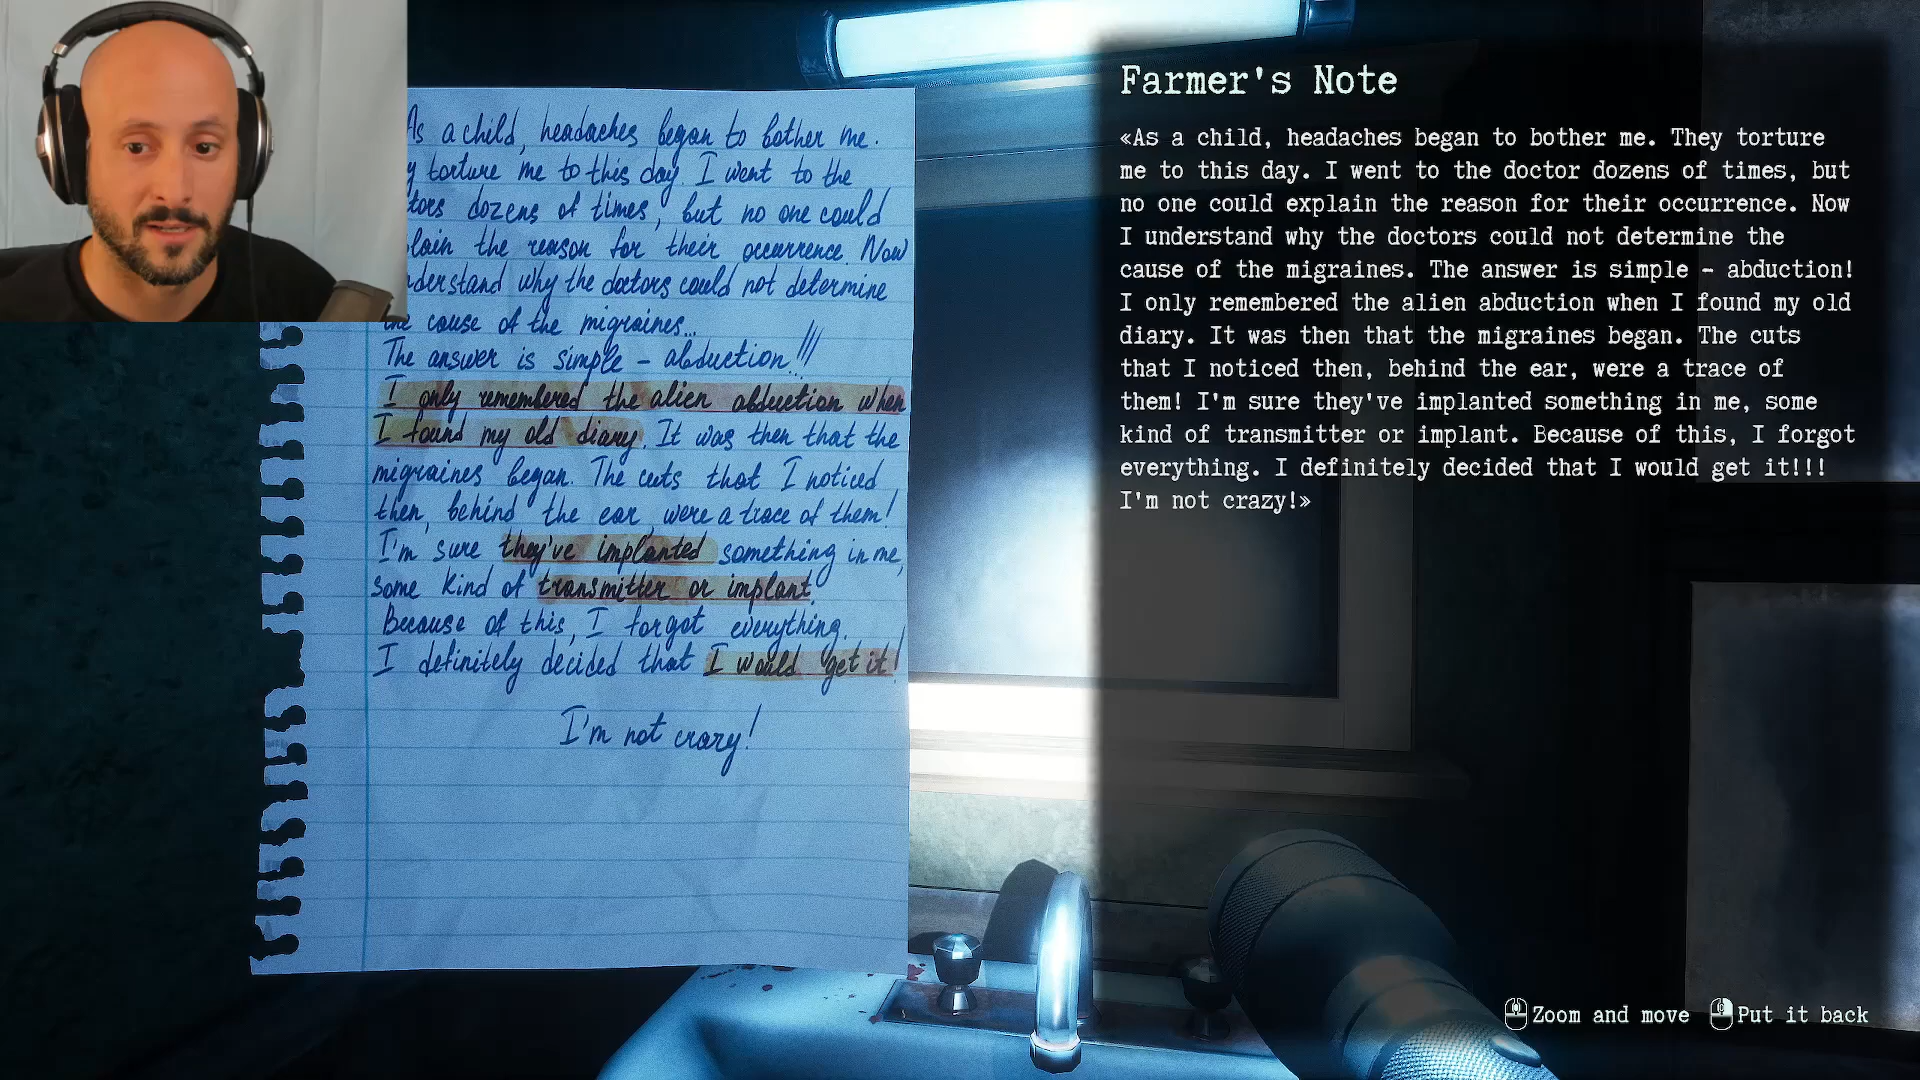 As a child, headaches began to bother me.
y torture me to this day. I went to the
tors dozens of times, but no one could
lain the reason for their occurrence. Now
nderstand why the doctors could not determine
the cause of the migraines...
The answer is simple - abduction...!!!
I only remembered the alien abduction when
I found my old diary. It was then that the
migraines began. The cuts that I noticed
then, behind the ear, were a trace of them!
I'm sure they've implanted something in me,
some kind of transmitter or implant.
Because of this, I forgot everything.
I definitely decided that I would get it!
I'm not crazy!
Farmer's Note
«As a child, headaches began to bother me. They torture
me to this day. I went to the doctor dozens of times, but
no one could explain the reason for their occurrence. Now
I understand why the doctors could not determine the
cause of the migraines. The answer is simple - abduction!
I only remembered the alien abduction when I found my old
diary. It was then that the migraines began. The cuts
that I noticed then, behind the ear, were a trace of
them! I'm sure they've implanted something in me, some
kind of transmitter or implant. Because of this, I forgot
everything. I definitely decided that I would get it!!!
I'm not crazy!»
Zoom and move
Put it back